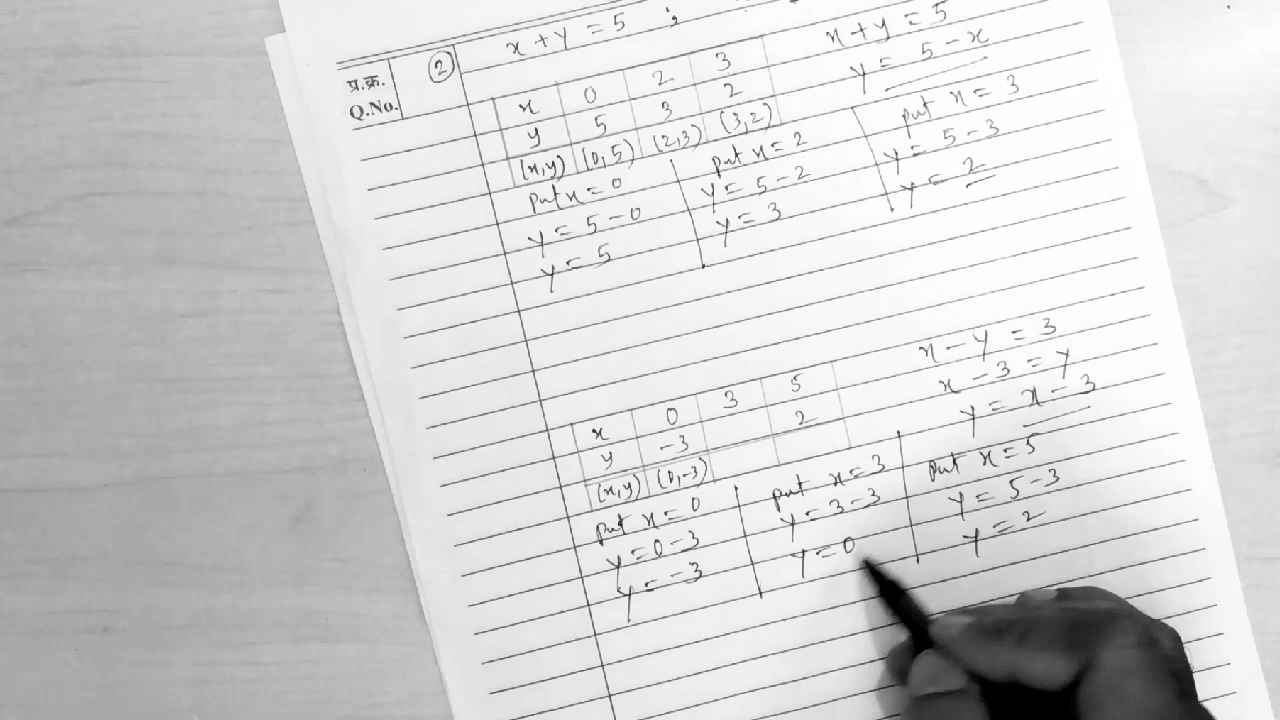 x + y = 5 ;
प्र.क्र.
Q.No.
2
x 0 2 3
y 5 3 2
(x,y) (0,5) (2,3) (3,2)
x + y = 5
y = 5 - x
put x = 0
y = 5 - 0
y = 5
put x = 2
y = 5 - 2
y = 3
put x = 3
y = 5 - 3
y = 2
x - y = 3
x - 3 = y
y = x - 3
x 0 3 5
y -3 2
(x,y) (0,-3)
put x = 0
y = 0 - 3
y = -3
put x = 3
y = 3 - 3
y = 0
put x = 5
y = 5 - 3
y = 2